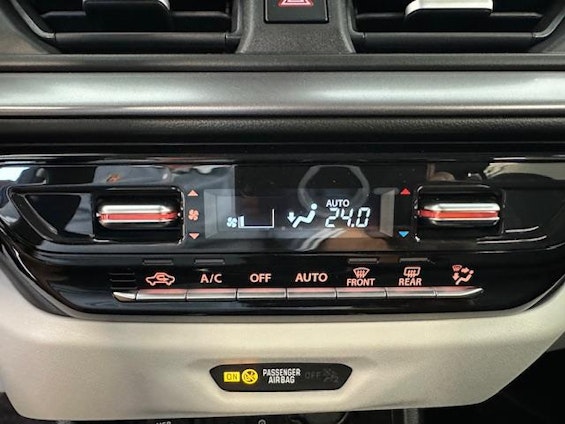 AUTO
24.0
A/C OFF AUTO FRONT REAR
ON PASSENGER AIRBAG OFF